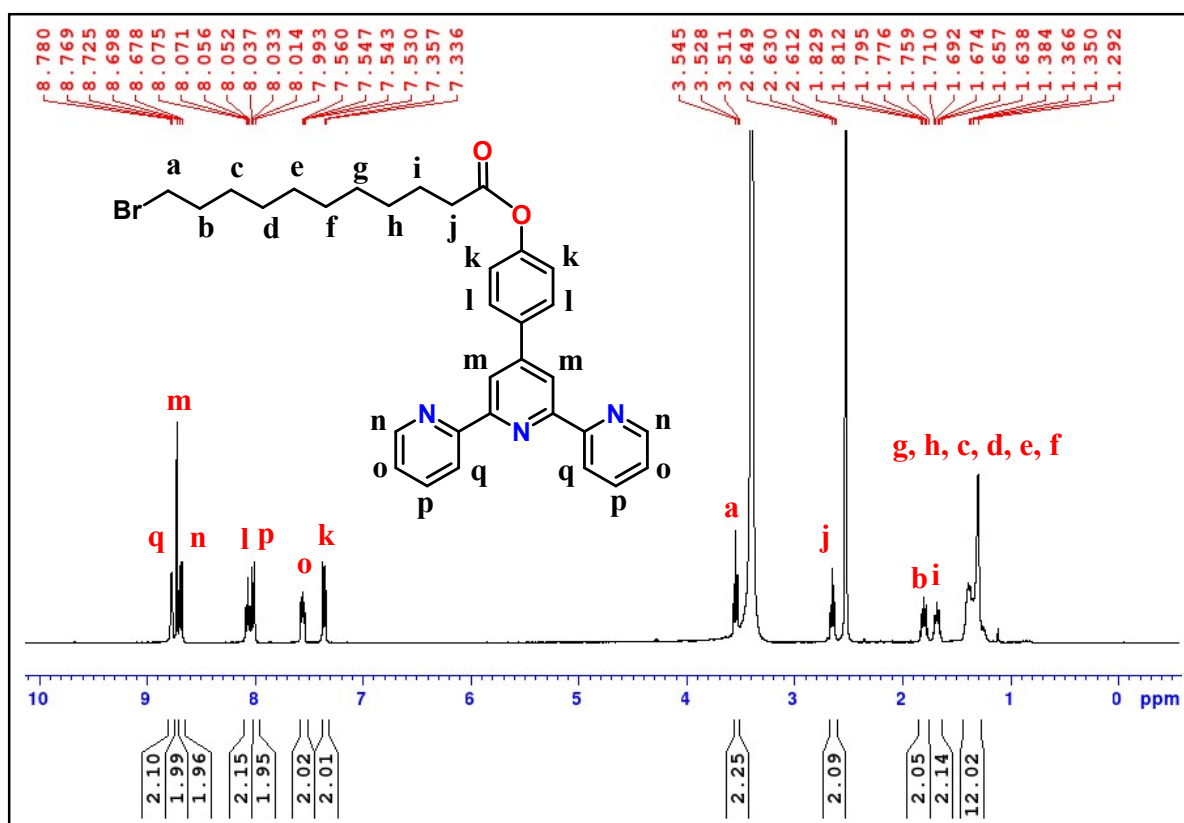 8.780 8.769 8.725 8.698 8.678 8.075 8.071 8.056 8.052 8.037 8.033 8.014 7.993 7.560 7.547 7.543 7.530 7.357 7.336 3.545 3.528 3.511 2.649 2.630 2.612 1.829 1.812 1.795 1.776 1.759 1.710 1.692 1.674 1.657 1.638 1.384 1.366 1.350 1.292
a c e g i O
Br b d f h j O
k k
l l
m m
n N N N n
o q q o
p p
m
g, h, c, d, e, f
q n l p o k a j b i
10 9 8 7 6 5 4 3 2 1 0 ppm
2.10 1.99 1.96 2.15 1.95 2.02 2.01 2.25 2.09 2.05 2.14 12.02